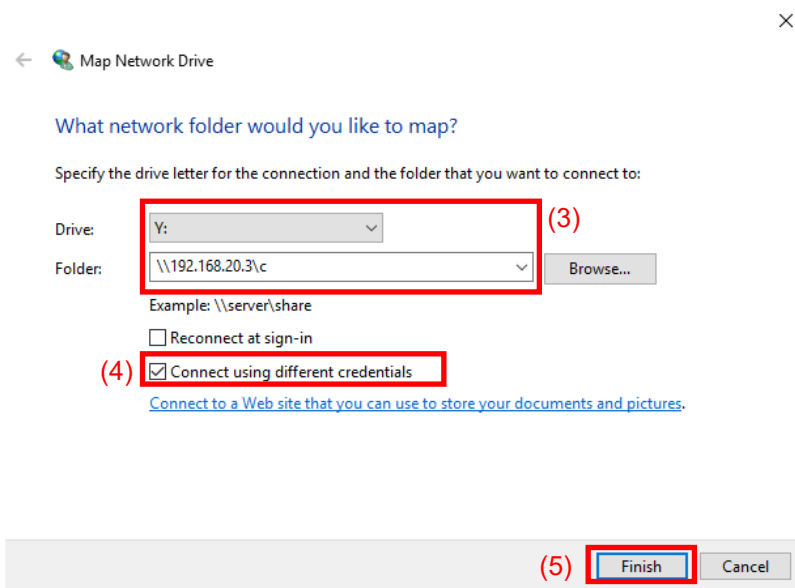 Map Network Drive
What network folder would you like to map?
Specify the drive letter for the connection and the folder that you want to connect to:
Drive: Y: (3)
Folder: \\192.168.20.3\c Browse...
Example: \\server\share
Reconnect at sign-in
(4) Connect using different credentials
Connect to a Web site that you can use to store your documents and pictures.
(5) Finish Cancel